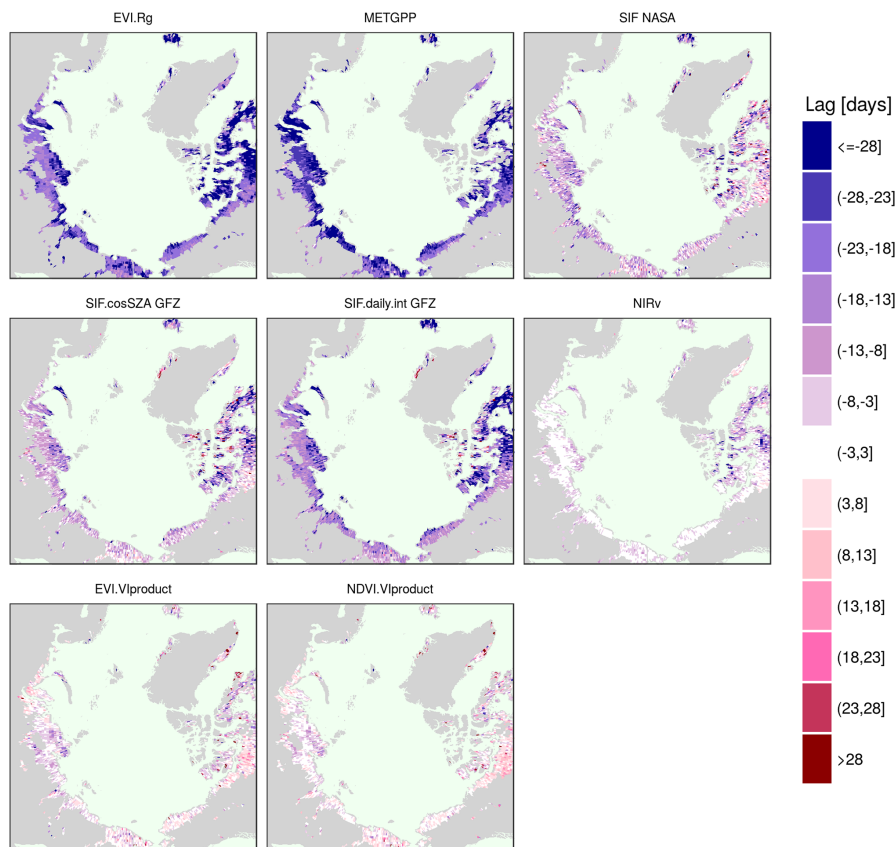 EVI.Rg
METGPP
SIF NASA
SIF.cosSZA GFZ
SIF.daily.int GFZ
NIRv
EVI.VIproduct
NDVI.VIproduct
Lag [days]
<=-28]
(-28,-23]
(-23,-18]
(-18,-13]
(-13,-8]
(-8,-3]
(-3,3]
(3,8]
(8,13]
(13,18]
(18,23]
(23,28]
>28